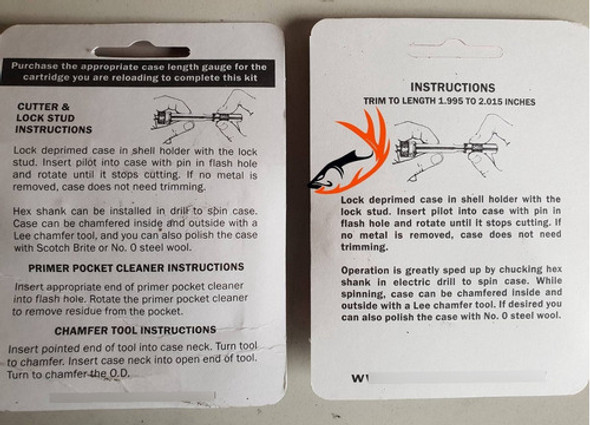 Purchase the appropriate case length gauge for the
cartridge you are reloading to complete this kit
CUTTER &
LOCK STUD
INSTRUCTIONS
Lock deprimed case in shell holder with the lock
stud. Insert pilot into case with pin in flash hole
and rotate until it stops cutting. If no metal is
removed, case does not need trimming.
Hex shank can be installed in drill to spin case.
Case can be chamfered inside and outside with a
Lee chamfer tool, and you can also polish the case
with Scotch Brite or No. 0 steel wool.
PRIMER POCKET CLEANER INSTRUCTIONS
Insert appropriate end of primer pocket cleaner
into flash hole. Rotate the primer pocket cleaner
to remove residue from the pocket.
CHAMFER TOOL INSTRUCTIONS
Insert pointed end of tool into case neck. Turn tool
to chamfer. Insert case neck into open end of tool.
Turn to chamfer the O.D.
INSTRUCTIONS
TRIM TO LENGTH 1.995 TO 2.015 INCHES
Lock deprimed case in shell holder with the
lock stud. Insert pilot into case with pin in
flash hole and rotate until it stops cutting. If
no metal is removed, case does not need
trimming.
Operation is greatly sped up by chucking hex
shank in electric drill to spin case. While
spinning, case can be chamfered inside and
outside with a Lee chamfer tool. If desired you
can also polish the case with No. 0 steel wool.